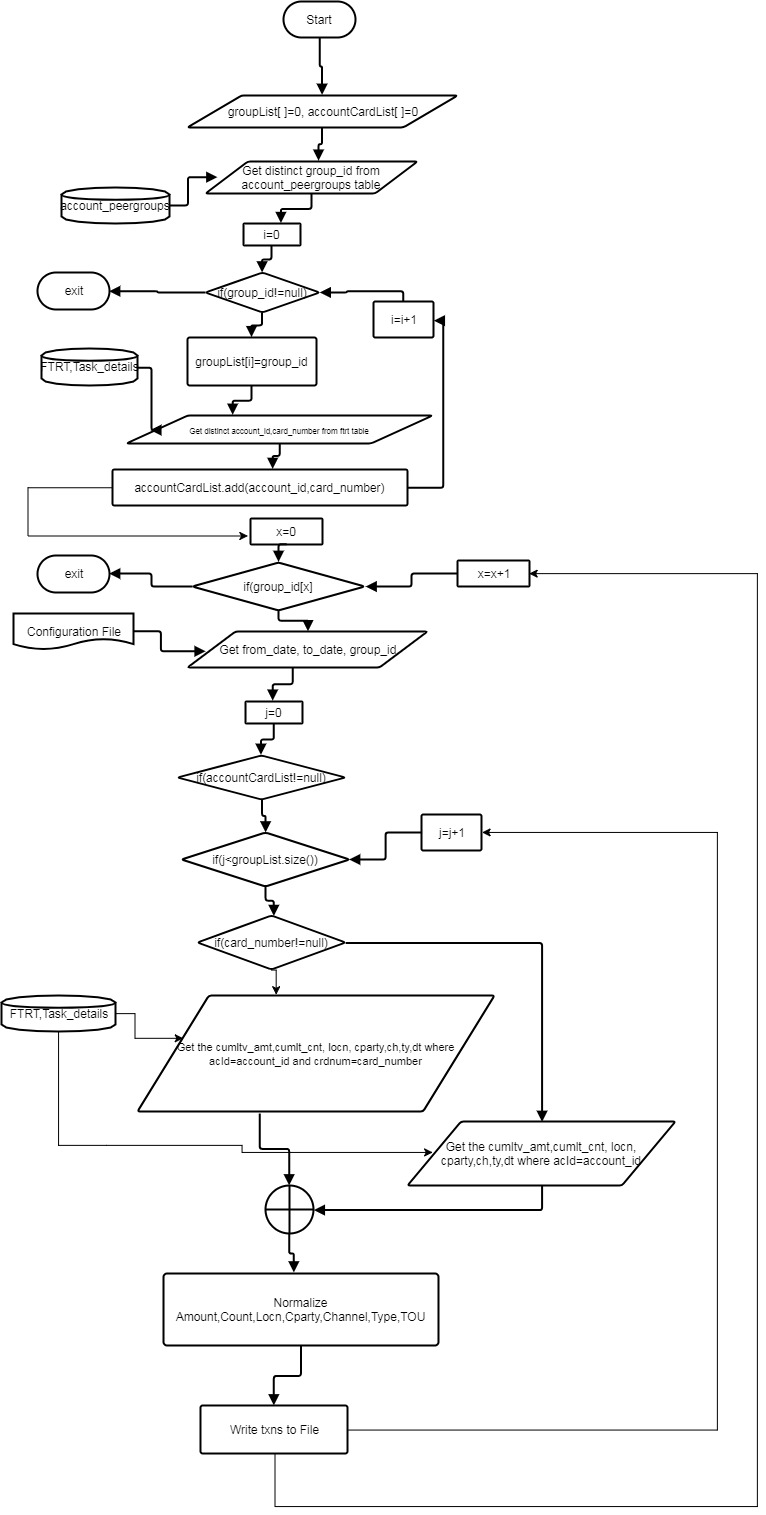 Start
groupList[ ]=0, accountCardList[ ]=0
Get distinct group_id from
account_peergroups table
account_peergroups
i=0
if(group_id!=null)
exit
i=i+1
groupList[i]=group_id
FTRT,Task_details
Get distinct account_id,card_number from ftrt table
accountCardList.add(account_id,card_number)
x=0
exit
if(group_id[x]
x=x+1
Configuration File
Get from_date, to_date, group_id
j=0
if(accountCardList!=null)
j=j+1
if(j<groupList.size())
if(card_number!=null)
FTRT,Task_details
Get the cumltv_amt,cumlt_cnt, locn, cparty,ch,ty,dt where
acId=account_id and crdnum=card_number
Get the cumltv_amt,cumlt_cnt, locn,
cparty,ch,ty,dt where acId=account_id
Normalize
Amount,Count,Locn,Cparty,Channel,Type,TOU
Write txns to File